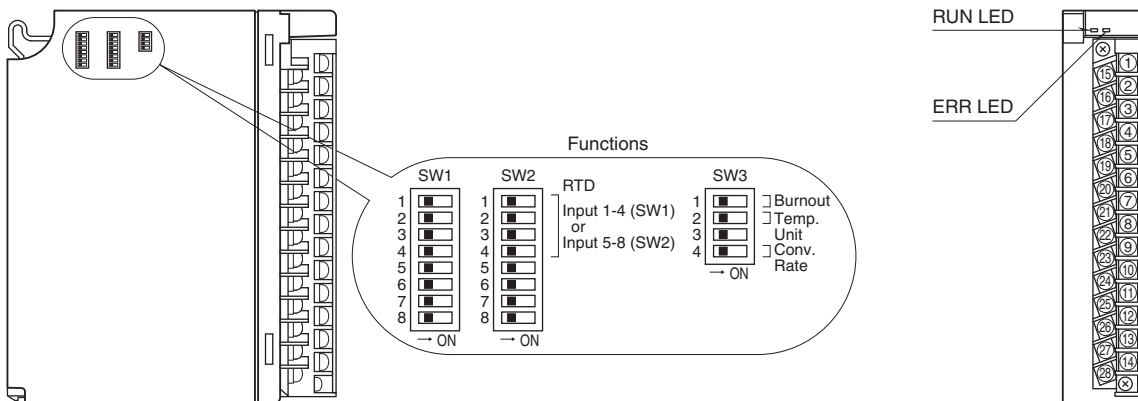 RUN LED
ERR LED
Functions
SW1
1
2
3
4
5
6
7
8
→ ON
SW2
1
2
3
4
5
6
7
8
→ ON
RTD
Input 1-4 (SW1)
or
Input 5-8 (SW2)
SW3
1
2
3
4
→ ON
Burnout
Temp.
Unit
Conv.
Rate
15
16
17
18
19
20
21
22
23
24
25
26
27
28
1
2
3
4
5
6
7
8
9
10
11
12
13
14